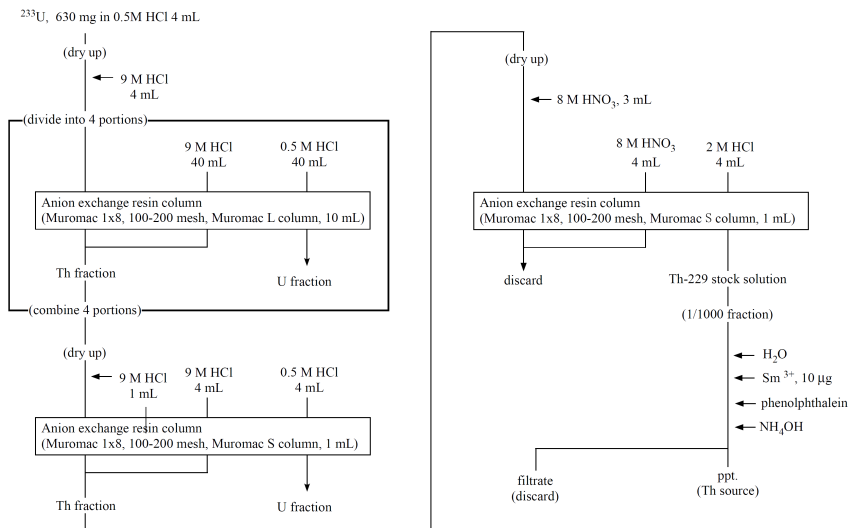 ²³³U, 630 mg in 0.5M HCl 4 mL
(dry up)
9 M HCl
4 mL
(divide into 4 portions)
9 M HCl
40 mL
0.5 M HCl
40 mL
Anion exchange resin column
(Muromac 1x8, 100-200 mesh, Muromac L column, 10 mL)
Th fraction
U fraction
(combine 4 portions)
(dry up)
9 M HCl
1 mL
9 M HCl
4 mL
0.5 M HCl
4 mL
Anion exchange resin column
(Muromac 1x8, 100-200 mesh, Muromac S column, 1 mL)
Th fraction
U fraction
(dry up)
8 M HNO₃, 3 mL
8 M HNO₃
4 mL
2 M HCl
4 mL
Anion exchange resin column
(Muromac 1x8, 100-200 mesh, Muromac S column, 1 mL)
discard
Th-229 stock solution
(1/1000 fraction)
H₂O
Sm ³⁺, 10 μg
phenolphthalein
NH₄OH
filtrate
(discard)
ppt.
(Th source)